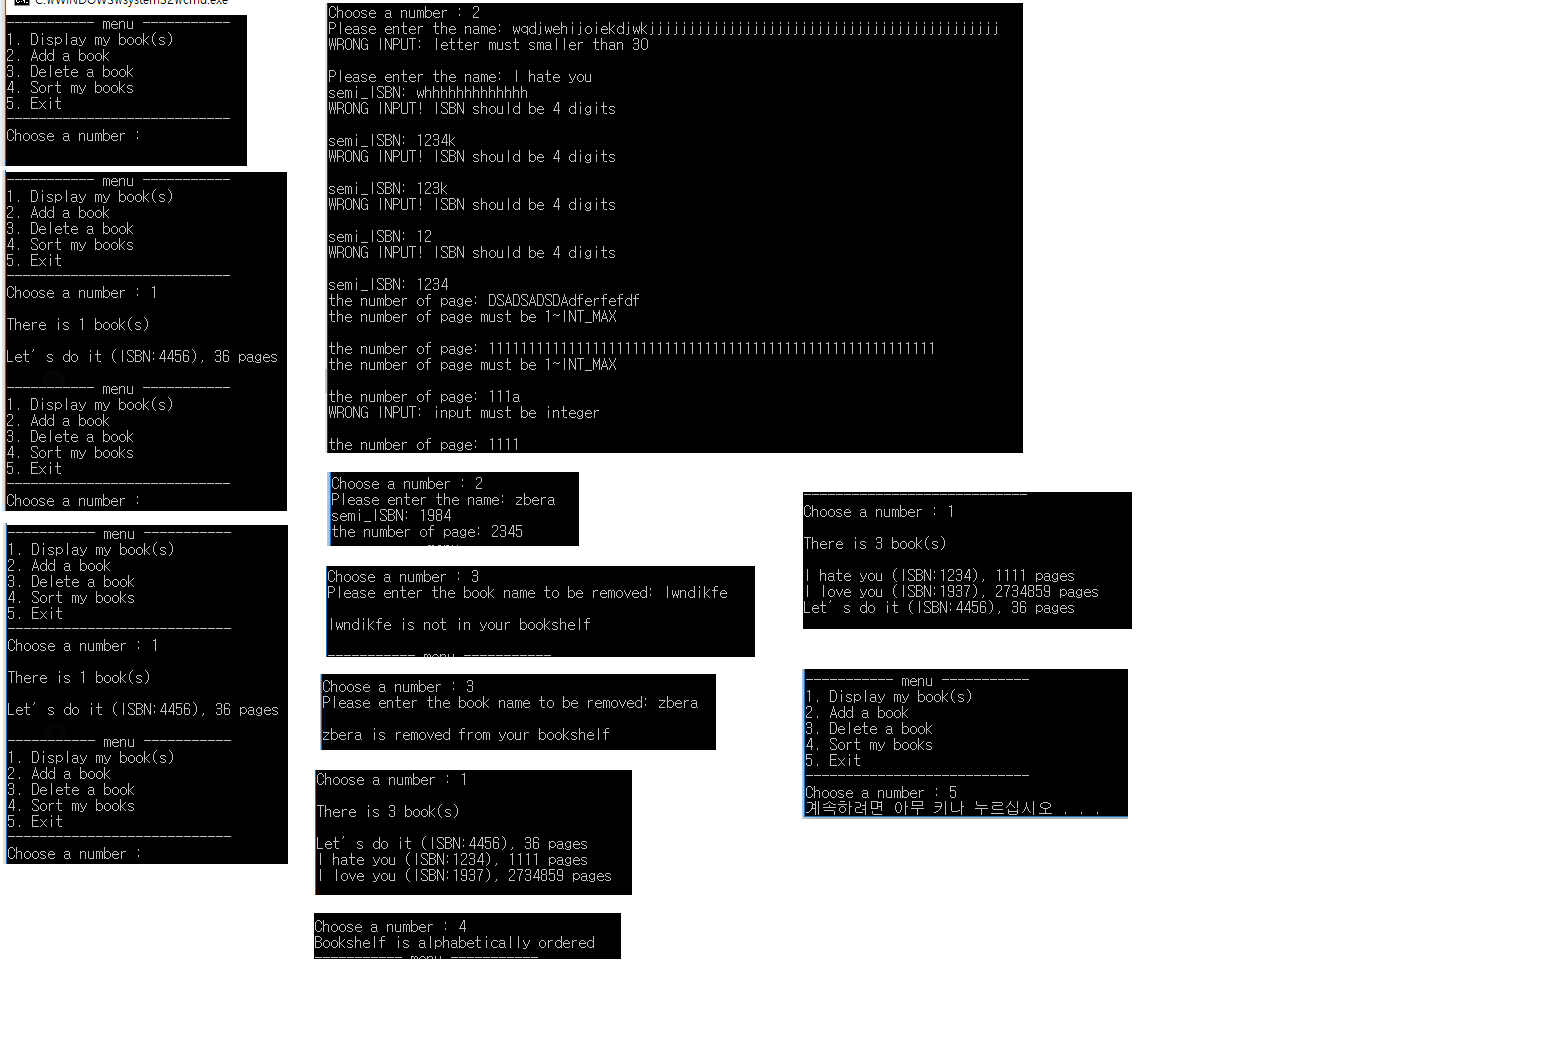 C:₩WINDOWS₩system32₩cmd.exe
----------- menu -----------
1. Display my book(s)
2. Add a book
3. Delete a book
4. Sort my books
5. Exit
----------------------------
Choose a number :
----------- menu -----------
1. Display my book(s)
2. Add a book
3. Delete a book
4. Sort my books
5. Exit
----------------------------
Choose a number : 1
There is 1 book(s)
Let's do it (ISBN:4456), 36 pages
----------- menu -----------
1. Display my book(s)
2. Add a book
3. Delete a book
4. Sort my books
5. Exit
----------------------------
Choose a number :
----------- menu -----------
1. Display my book(s)
2. Add a book
3. Delete a book
4. Sort my books
5. Exit
----------------------------
Choose a number : 1
There is 1 book(s)
Let's do it (ISBN:4456), 36 pages
----------- menu -----------
1. Display my book(s)
2. Add a book
3. Delete a book
4. Sort my books
5. Exit
----------------------------
Choose a number :
Choose a number : 2
Please enter the name: wqdjwehijoiekdjwkjjjjjjjjjjjjjjjjjjjjjjjjjjjjjjjjjjjjjjjjjjjj
WRONG INPUT: letter must smaller than 30
Please enter the name: I hate you
semi_ISBN: whhhhhhhhhhhhh
WRONG INPUT! ISBN should be 4 digits
semi_ISBN: 1234k
WRONG INPUT! ISBN should be 4 digits
semi_ISBN: 123k
WRONG INPUT! ISBN should be 4 digits
semi_ISBN: 12
WRONG INPUT! ISBN should be 4 digits
semi_ISBN: 1234
the number of page: DSADSADSDAdferfefdf
the number of page must be 1~INT_MAX
the number of page: 11111111111111111111111111111111111111111111111111111111
the number of page must be 1~INT_MAX
the number of page: 111a
WRONG INPUT: input must be integer
the number of page: 1111
Choose a number : 2
Please enter the name: zbera
semi_ISBN: 1984
the number of page: 2345
Choose a number : 3
Please enter the book name to be removed: lwndikfe
lwndikfe is not in your bookshelf
----------- menu -----------
Choose a number : 3
Please enter the book name to be removed: zbera
zbera is removed from your bookshelf
Choose a number : 1
There is 3 book(s)
Let's do it (ISBN:4456), 36 pages
I hate you (ISBN:1234), 1111 pages
I love you (ISBN:1937), 2734859 pages
Choose a number : 4
Bookshelf is alphabetically ordered
----------- menu -----------
----------------------------
Choose a number : 1
There is 3 book(s)
I hate you (ISBN:1234), 1111 pages
I love you (ISBN:1937), 2734859 pages
Let's do it (ISBN:4456), 36 pages
----------- menu -----------
1. Display my book(s)
2. Add a book
3. Delete a book
4. Sort my books
5. Exit
----------------------------
Choose a number : 5
계속하려면 아무 키나 누르십시오 . . .